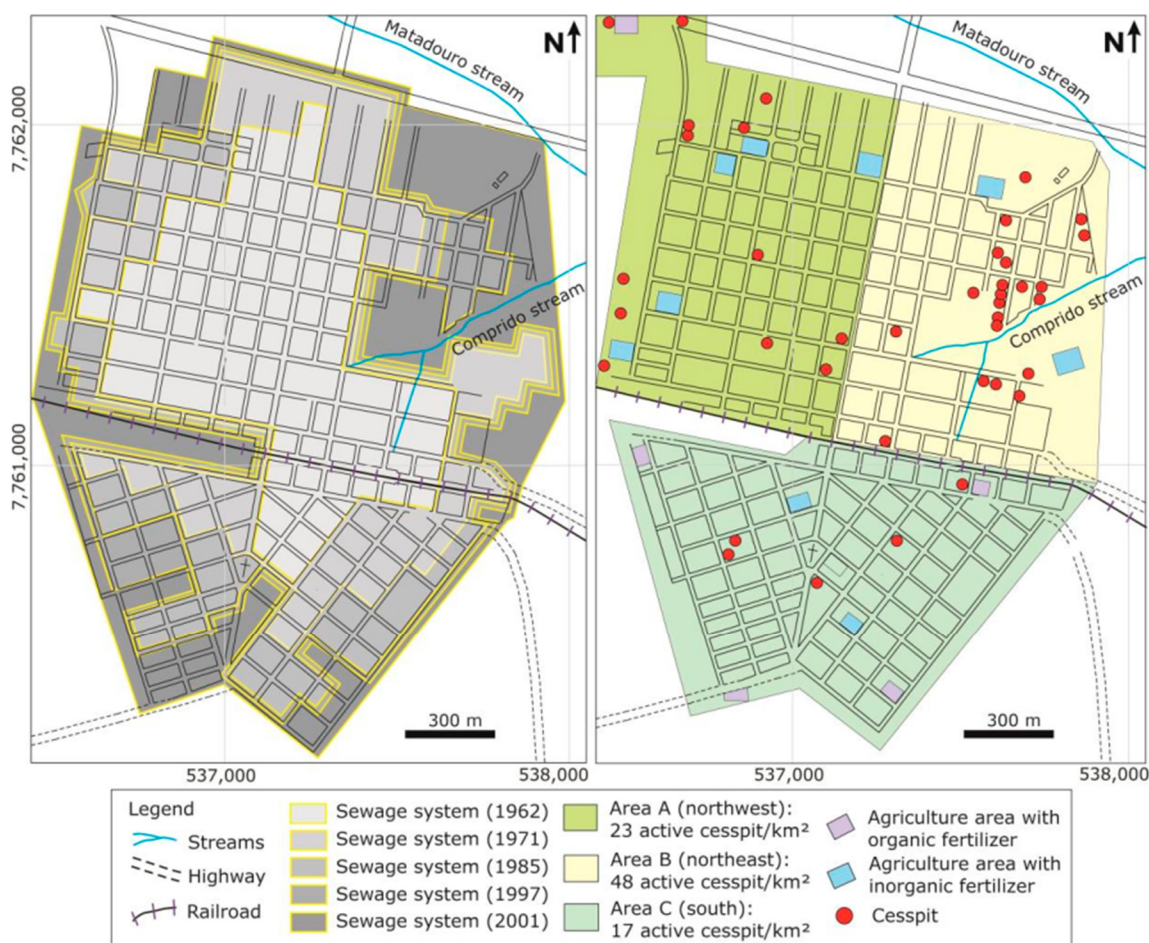 Matadouro stream
N
Comprido stream
7,762,000
7,761,000
300 m
537,000
538,000
Matadouro stream
N
Comprido stream
300 m
537,000
538,000
Legend
Streams
Highway
Railroad
Sewage system (1962)
Sewage system (1971)
Sewage system (1985)
Sewage system (1997)
Sewage system (2001)
Area A (northwest):
23 active cesspit/km²
Area B (northeast):
48 active cesspit/km²
Area C (south):
17 active cesspit/km²
Agriculture area with
organic fertilizer
Agriculture area with
inorganic fertilizer
Cesspit